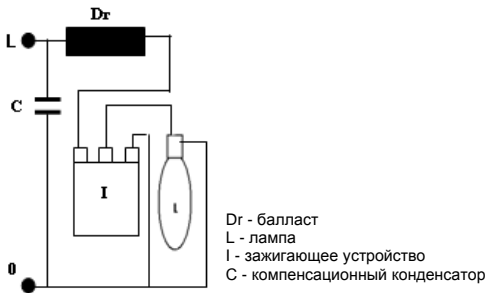 Dr
L
C
I
L
0
Dr - балласт
L - лампа
I - зажигающее устройство
C - компенсационный конденсатор